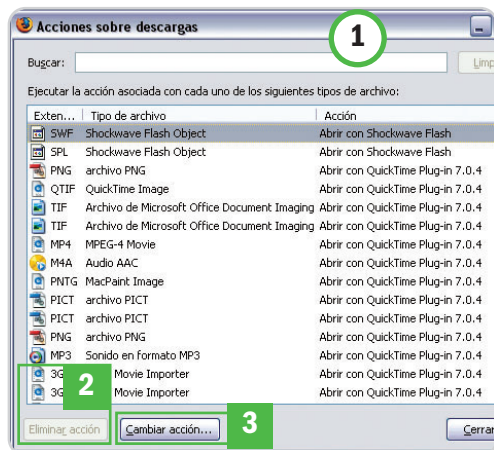 Acciones sobre descargas
1
Buscar:
Limp
Ejecutar la acción asociada con cada uno de los siguientes tipos de archivo:
Exten... Tipo de archivo Acción
SWF Shockwave Flash Object Abrir con Shockwave Flash
SPL Shockwave Flash Object Abrir con Shockwave Flash
PNG archivo PNG Abrir con QuickTime Plug-in 7.0.4
QTIF QuickTime Image Abrir con QuickTime Plug-in 7.0.4
TIF Archivo de Microsoft Office Document Imaging Abrir con QuickTime Plug-in 7.0.4
TIF Archivo de Microsoft Office Document Imaging Abrir con QuickTime Plug-in 7.0.4
MP4 MPEG-4 Movie Abrir con QuickTime Plug-in 7.0.4
M4A Audio AAC Abrir con QuickTime Plug-in 7.0.4
PNTG MacPaint Image Abrir con QuickTime Plug-in 7.0.4
PICT archivo PICT Abrir con QuickTime Plug-in 7.0.4
PICT archivo PICT Abrir con QuickTime Plug-in 7.0.4
PNG archivo PNG Abrir con QuickTime Plug-in 7.0.4
MP3 Sonido en formato MP3 Abrir con QuickTime Plug-in 7.0.4
3G Movie Importer Abrir con QuickTime Plug-in 7.0.4
3G Movie Importer Abrir con QuickTime Plug-in 7.0.4
2
Eliminar acción Cambiar acción... 3 Cerrar